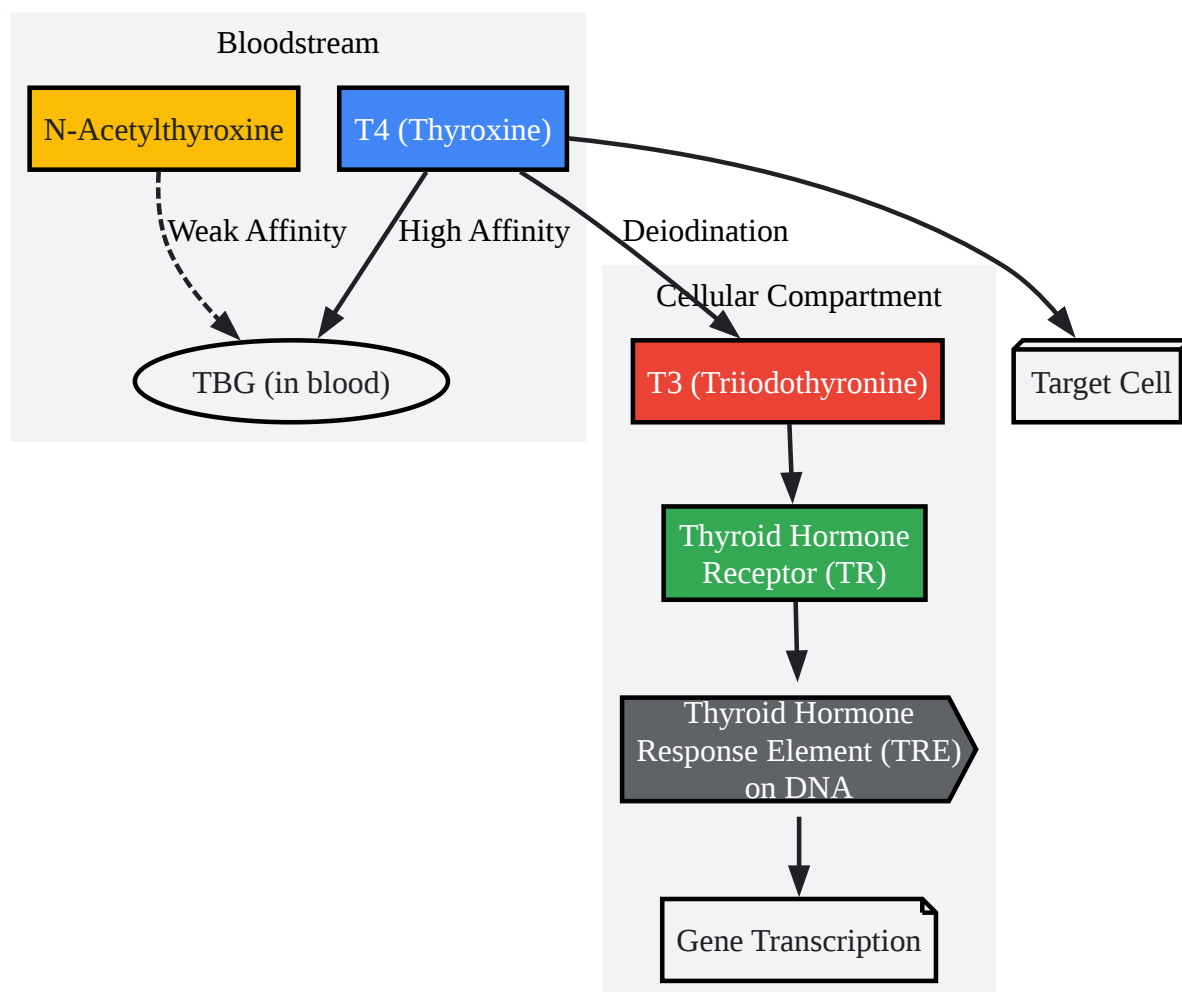 Bloodstream
N-Acetylthyroxine
T4 (Thyroxine)
Weak Affinity
High Affinity
Deiodination
Cellular Compartment
TBG (in blood)
T3 (Triiodothyronine)
Target Cell
Thyroid Hormone
Receptor (TR)
Thyroid Hormone
Response Element (TRE)
on DNA
Gene Transcription